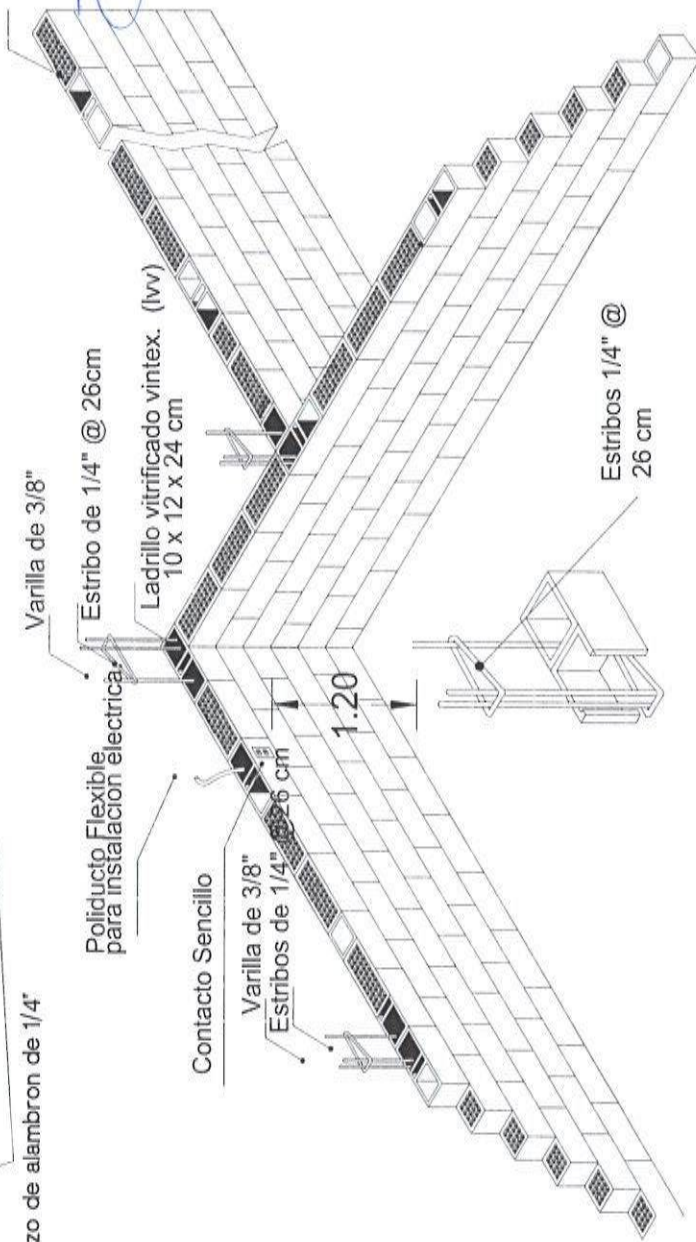 Varilla de 3/8"
Estribo de 1/4" @ 26cm
Ladrillo vitrificado vintex. (lvv)
10 x 12 x 24 cm
Poliducto Flexible
para instalacion electrica
Contacto Sencillo
Varilla de 3/8"
Estribos de 1/4" @26 cm
1.20
Estribos 1/4" @
26 cm
zo de alambron de 1/4"